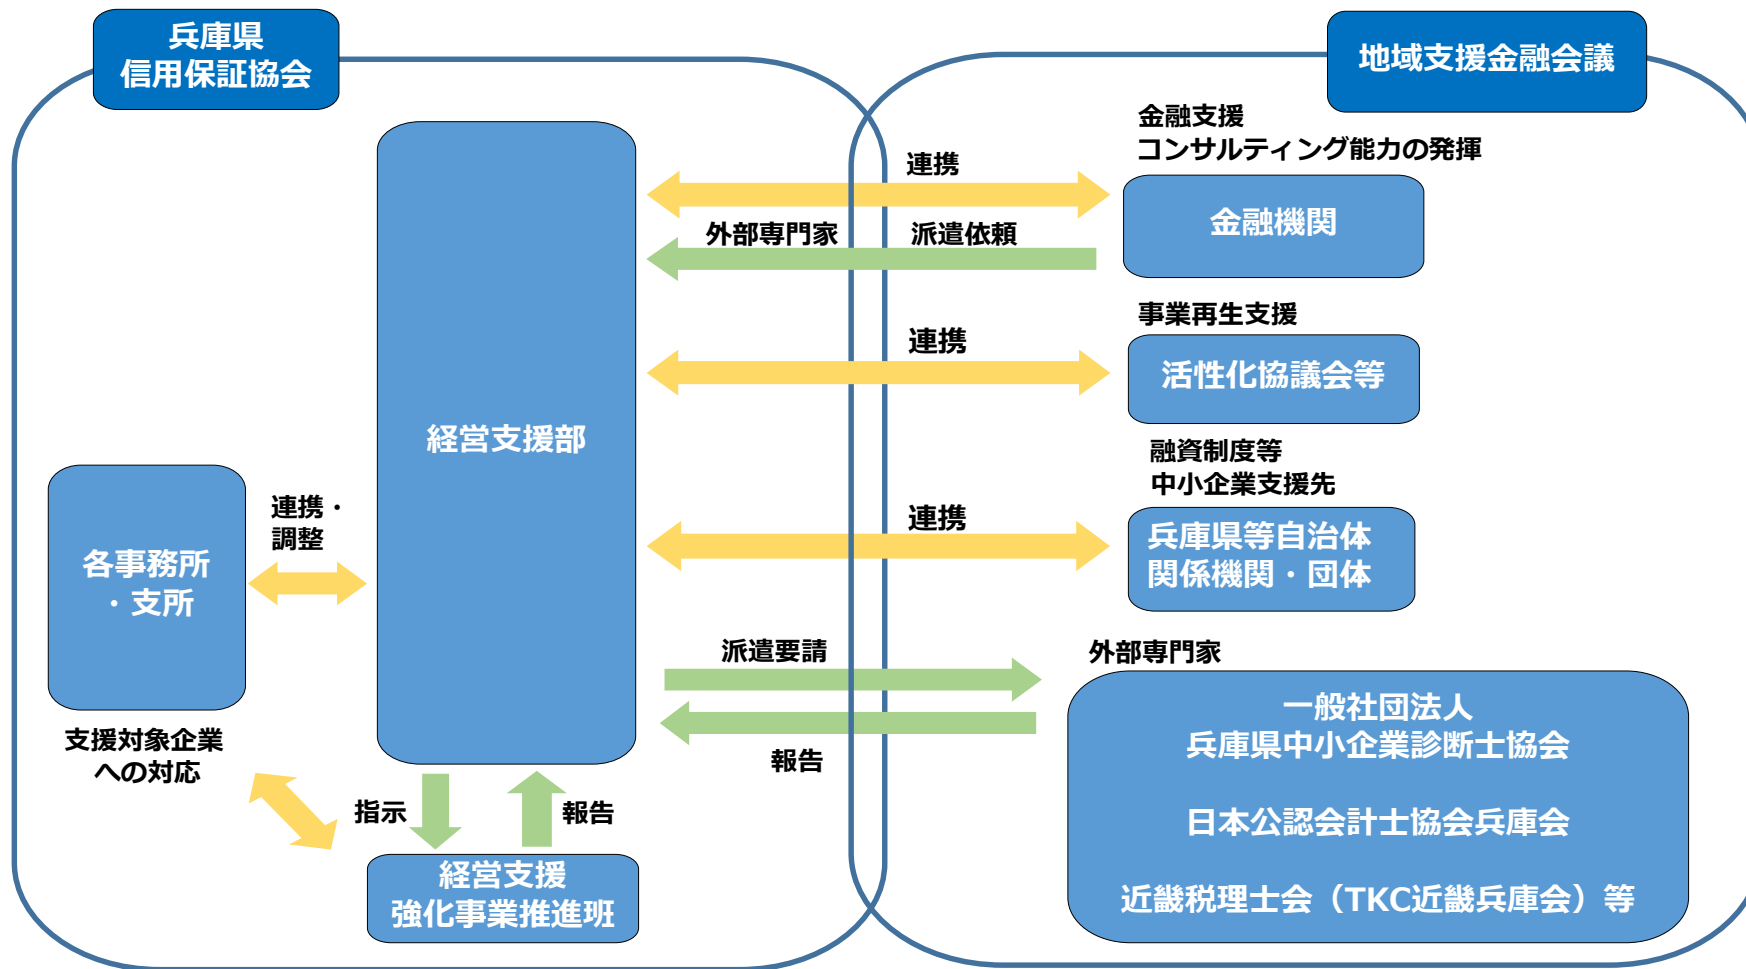 兵庫県
信用保証協会
地域支援金融会議
金融支援
コンサルティング能力の発揮
連携
金融機関
外部専門家　派遣依頼
事業再生支援
連携
活性化協議会等
経営支援部
融資制度等
中小企業支援先
連携・
調整
連携
兵庫県等自治体
関係機関・団体
各事務所
・支所
派遣要請
外部専門家
報告
一般社団法人
兵庫県中小企業診断士協会
日本公認会計士協会兵庫会
近畿税理士会（TKC近畿兵庫会）等
支援対象企業
への対応
指示
報告
経営支援
強化事業推進班